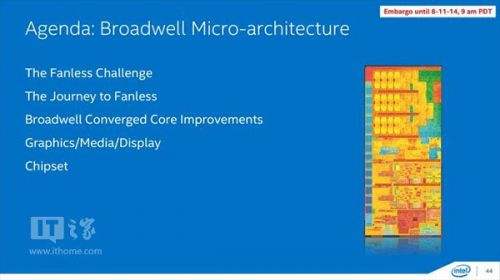 Embargo until 8-11-14, 9 am PDT
Agenda: Broadwell Micro-architecture
The Fanless Challenge
The Journey to Fanless
Broadwell Converged Core Improvements
Graphics/Media/Display
Chipset
IT之家
www.ithome.com
intel
44